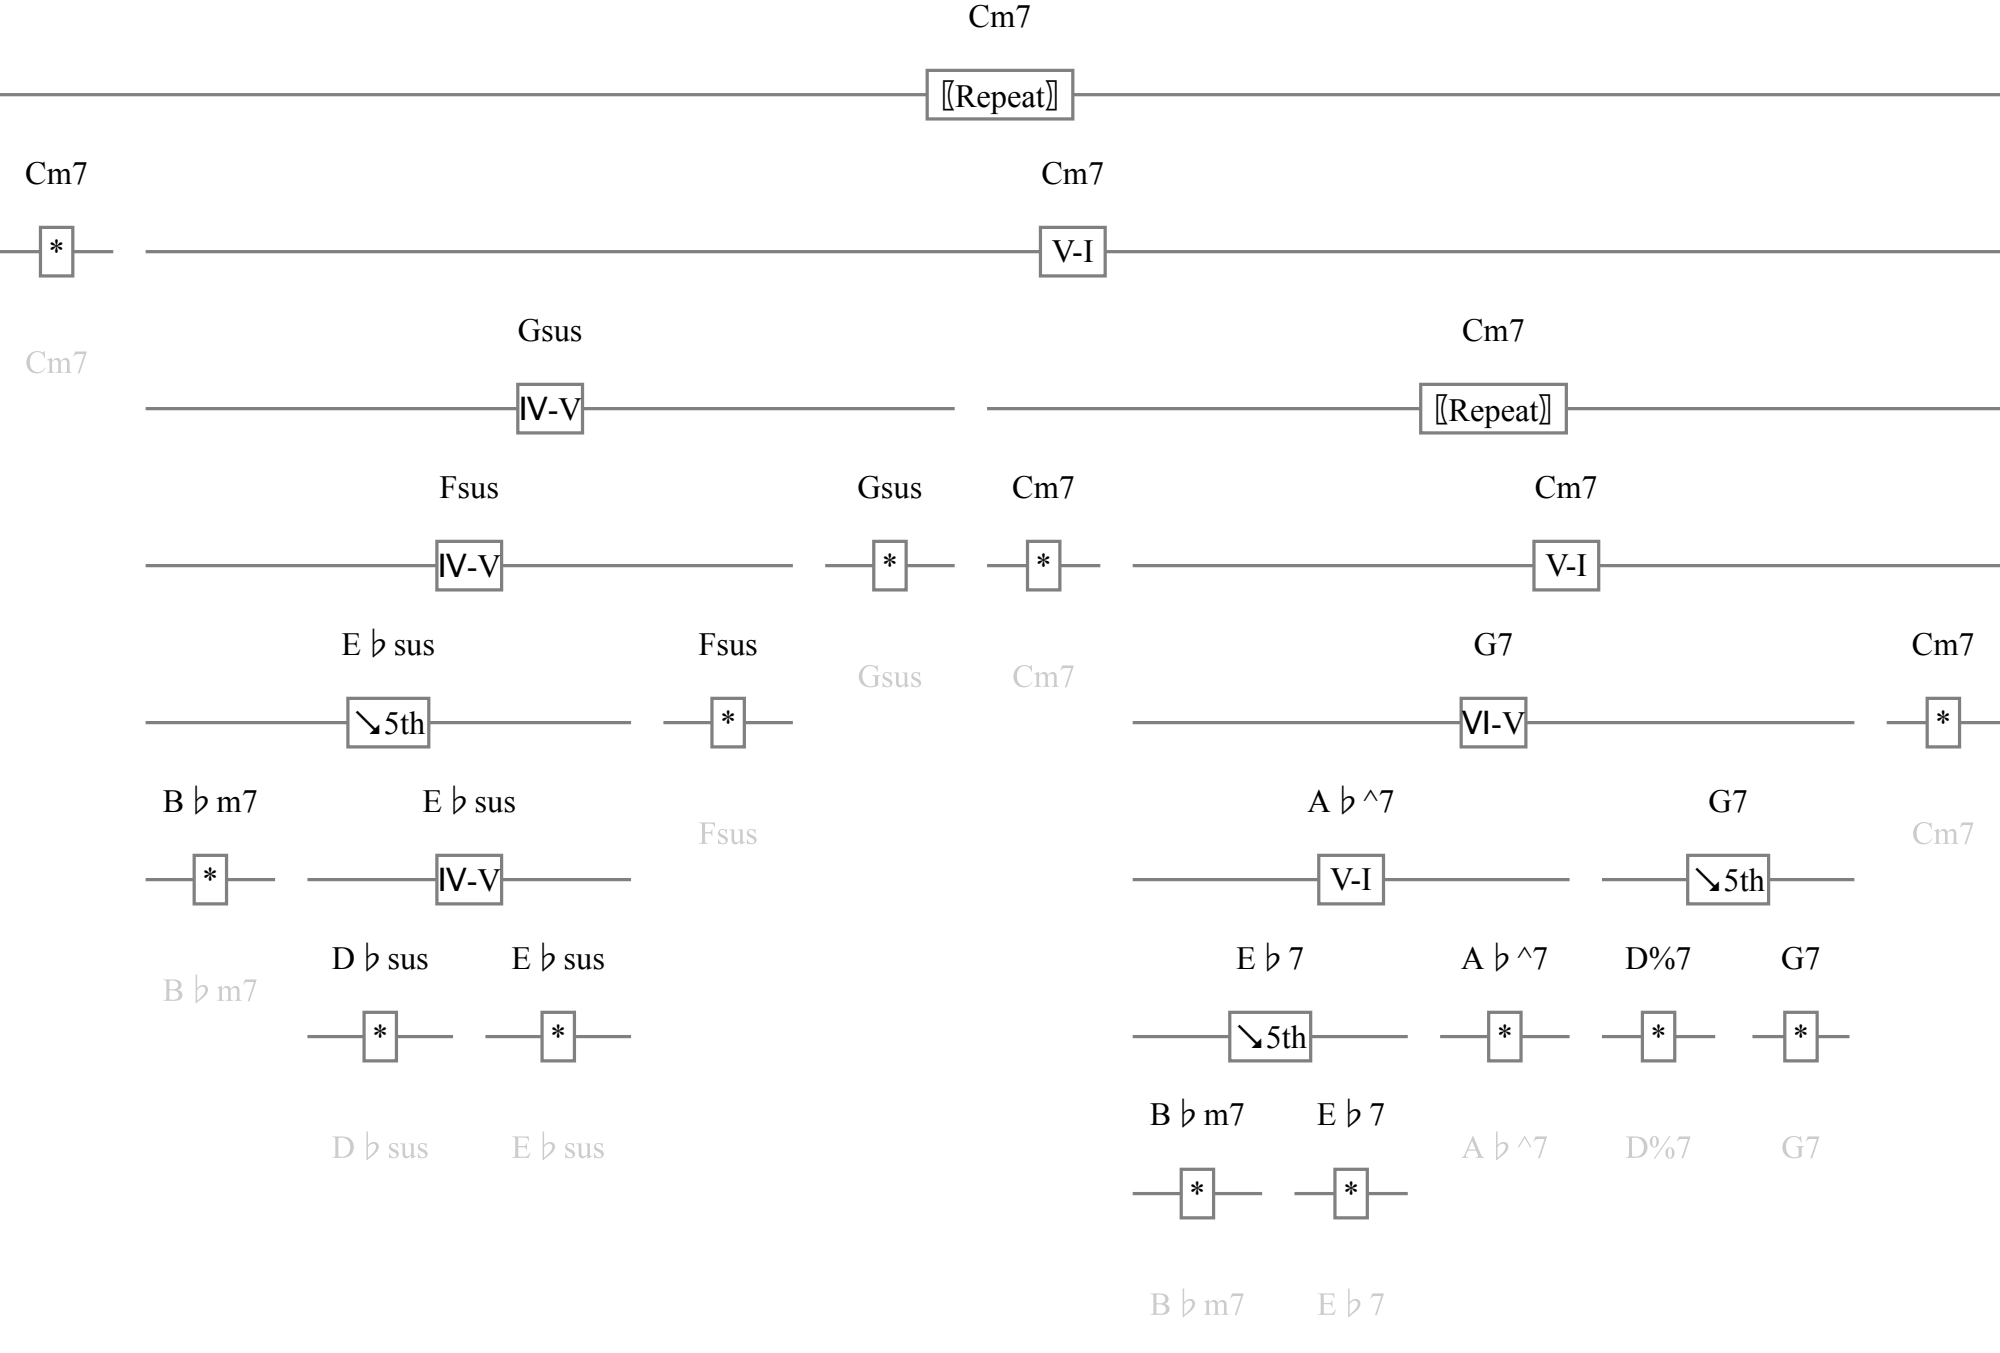 Cm7
⟦Repeat⟧
Cm7 Cm7
* V-I
Gsus Cm7
Cm7
Ⅳ-V ⟦Repeat⟧
Fsus Gsus Cm7 Cm7
Ⅳ-V * * V-I
E♭sus Fsus G7 Cm7
Gsus Cm7
↘5th * Ⅵ-V *
B♭m7 E♭sus A♭^7 G7
Fsus Cm7
* Ⅳ-V V-I ↘5th
D♭sus E♭sus E♭7 A♭^7 D%7 G7
B♭m7
* * ↘5th * * *
B♭m7 E♭7
D♭sus E♭sus A♭^7 D%7 G7
* *
B♭m7 E♭7